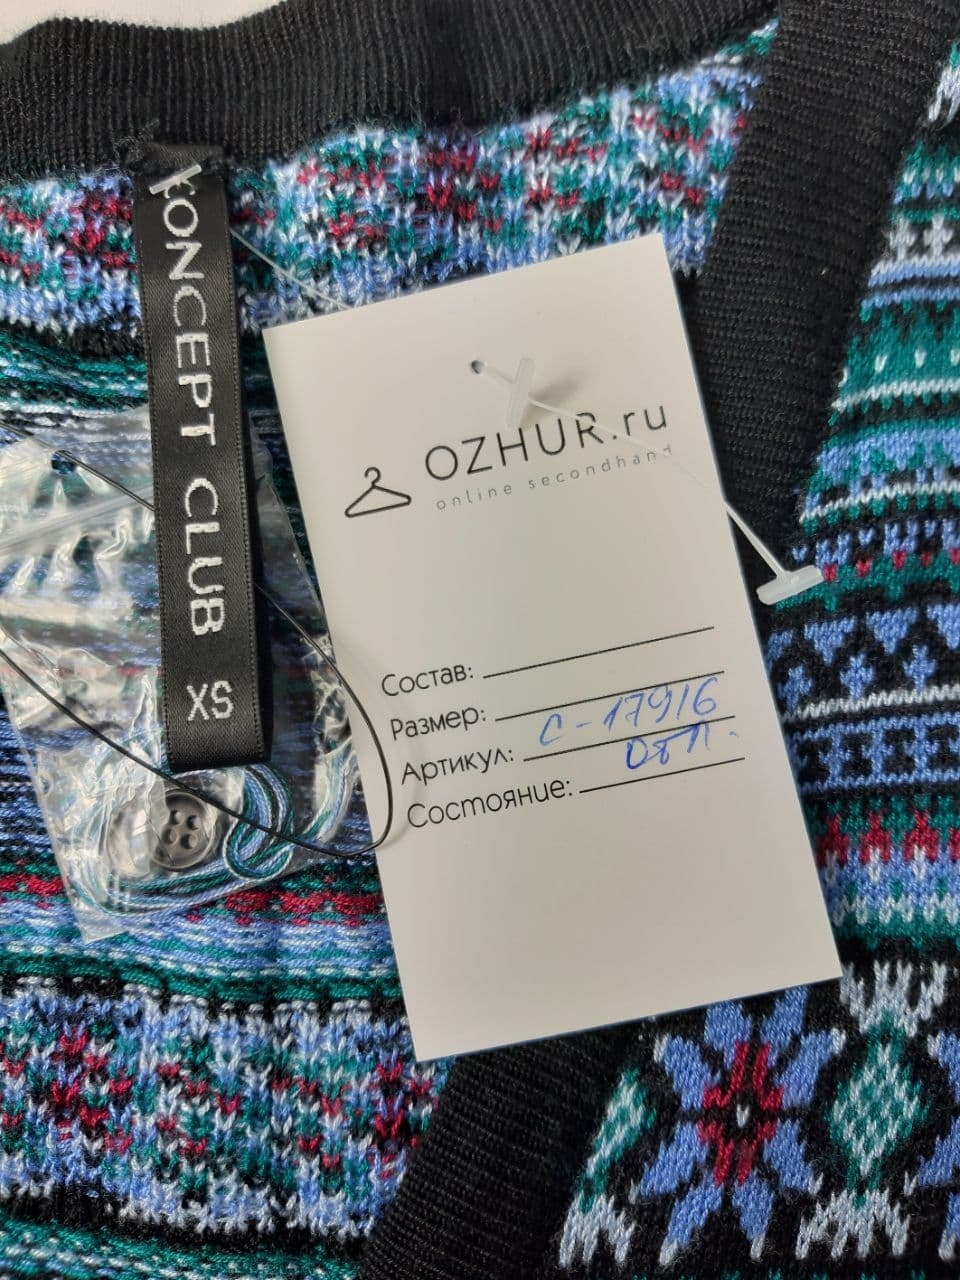 KONCEPT CLUB
XS
OZHUR.ru
online secondhand
Состав:
Размер:
Артикул: С-17916
Состояние: Отл.